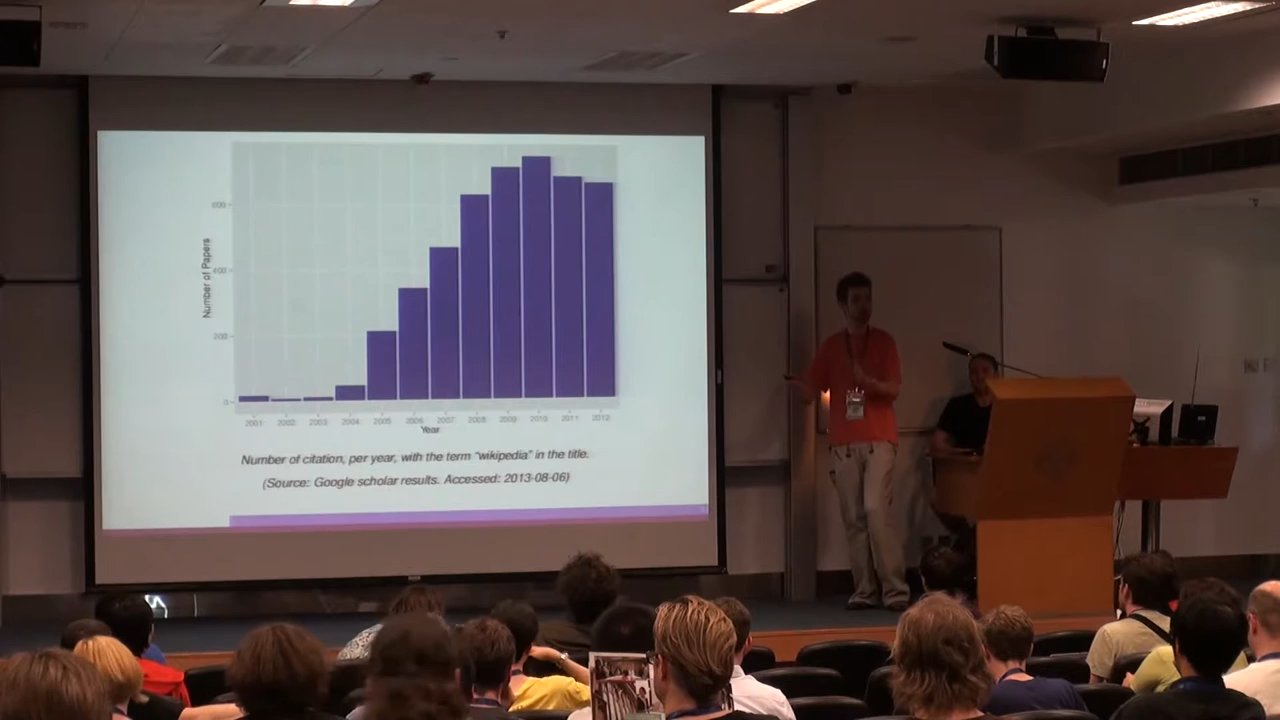 600
400
200
0
Number of Papers
2001 2002 2003 2004 2005 2006 2007 2008 2009 2010 2011 2012
Year
Number of citation, per year, with the term "wikipedia" in the title.
(Source: Google scholar results. Accessed: 2013-08-06)